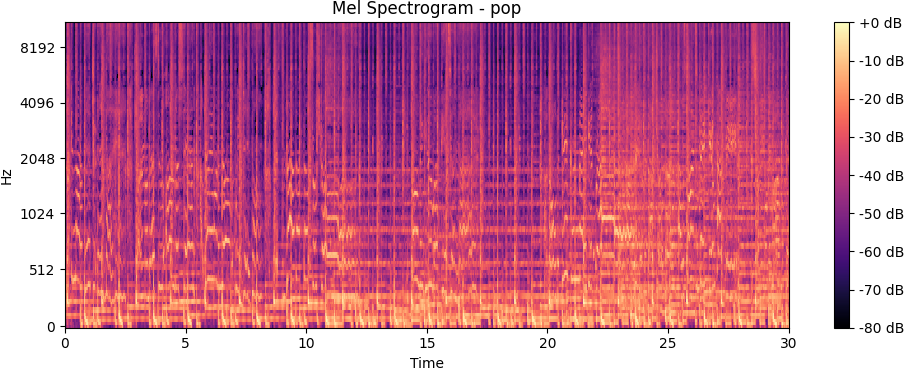 Mel Spectrogram - pop
Hz
8192
4096
2048
1024
512
0
0 5 10 15 20 25 30
Time
+0 dB
-10 dB
-20 dB
-30 dB
-40 dB
-50 dB
-60 dB
-70 dB
-80 dB